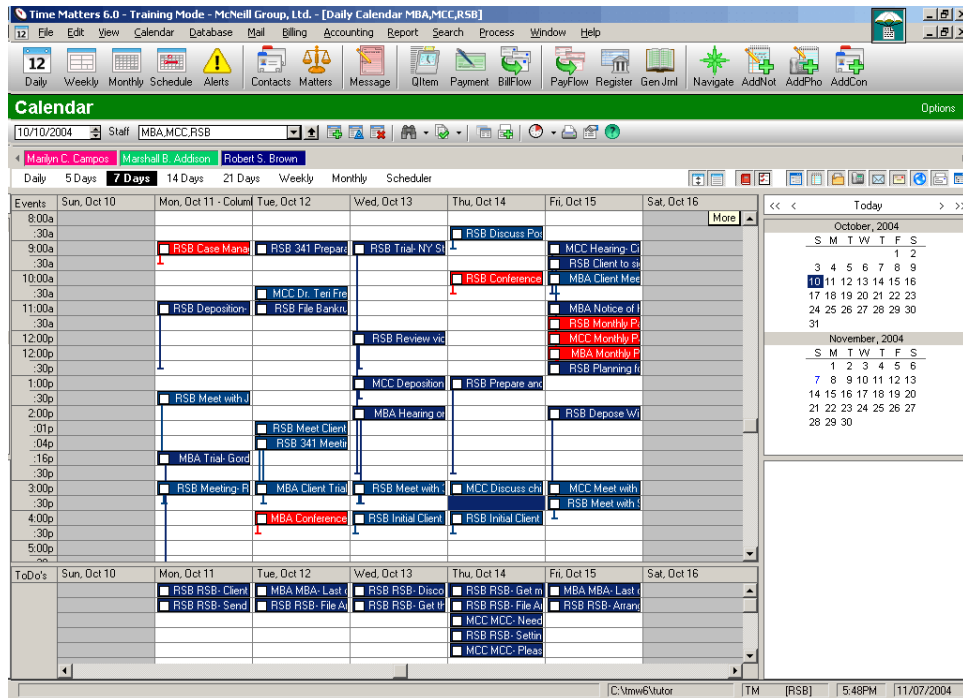 Time Matters 6.0 - Training Mode - McNeill Group, Ltd. - [Daily Calendar MBA,MCC,RSB]
12 File Edit View Calendar Database Mail Billing Accounting Report Search Process Window Help
12
Daily Weekly Monthly Schedule Alerts Contacts Matters Message QItem Payment BillFlow PayFlow Register GenJrnl Navigate AddNot AddPho AddCon
Calendar Options
10/10/2004 Staff MBA,MCC,RSB
Marilyn C. Campos Marshall B. Addison Robert S. Brown
Daily 5 Days 7 Days 14 Days 21 Days Weekly Monthly Scheduler
Events Sun, Oct 10 Mon, Oct 11 - Colum Tue, Oct 12 Wed, Oct 13 Thu, Oct 14 Fri, Oct 15 Sat, Oct 16
8:00a More
:30a RSB Discuss Pos
9:00a RSB Case Mana RSB 341 Prepara RSB Trial- NY St MCC Hearing- Ci
:30a RSB Client to si
10:00a RSB Conference MBA Client Mee
:30a MCC Dr. Teri Fre
11:00a RSB Deposition- RSB File Bankru MBA Notice of
:30a RSB Monthly P
12:00p RSB Review vid MCC Monthly P
12:00p MBA Monthly P
:30p RSB Planning fo
1:00p MCC Deposition RSB Prepare and
:30p RSB Meet with J
2:00p MBA Hearing on RSB Depose Wi
:01p RSB Meet Client
:04p RSB 341 Meetin
:16p MBA Trial- Gord
:30p
3:00p RSB Meeting- R MBA Client Trial RSB Meet with MCC Discuss chi MCC Meet with
:30p RSB Meet with S
4:00p MBA Conference RSB Initial Client RSB Initial Client
:30p
5:00p
<< < Today > >>
October, 2004
S M T W T F S
1 2
3 4 5 6 7 8 9
10 11 12 13 14 15 16
17 18 19 20 21 22 23
24 25 26 27 28 29 30
31
November, 2004
S M T W T F S
1 2 3 4 5 6
7 8 9 10 11 12 13
14 15 16 17 18 19 20
21 22 23 24 25 26 27
28 29 30
ToDo's Sun, Oct 10 Mon, Oct 11 Tue, Oct 12 Wed, Oct 13 Thu, Oct 14 Fri, Oct 15 Sat, Oct 16
RSB RSB- Client MBA MBA- Last RSB RSB- Disco RSB RSB- Get m MBA MBA- Last
RSB RSB- Send RSB RSB- File A RSB RSB- Get th RSB RSB- File A RSB RSB- Arran
MCC MCC- Need
RSB RSB- Settin
MCC MCC- Pleas
C:\tmw6\tutor TM [RSB] 5:48PM 11/07/2004